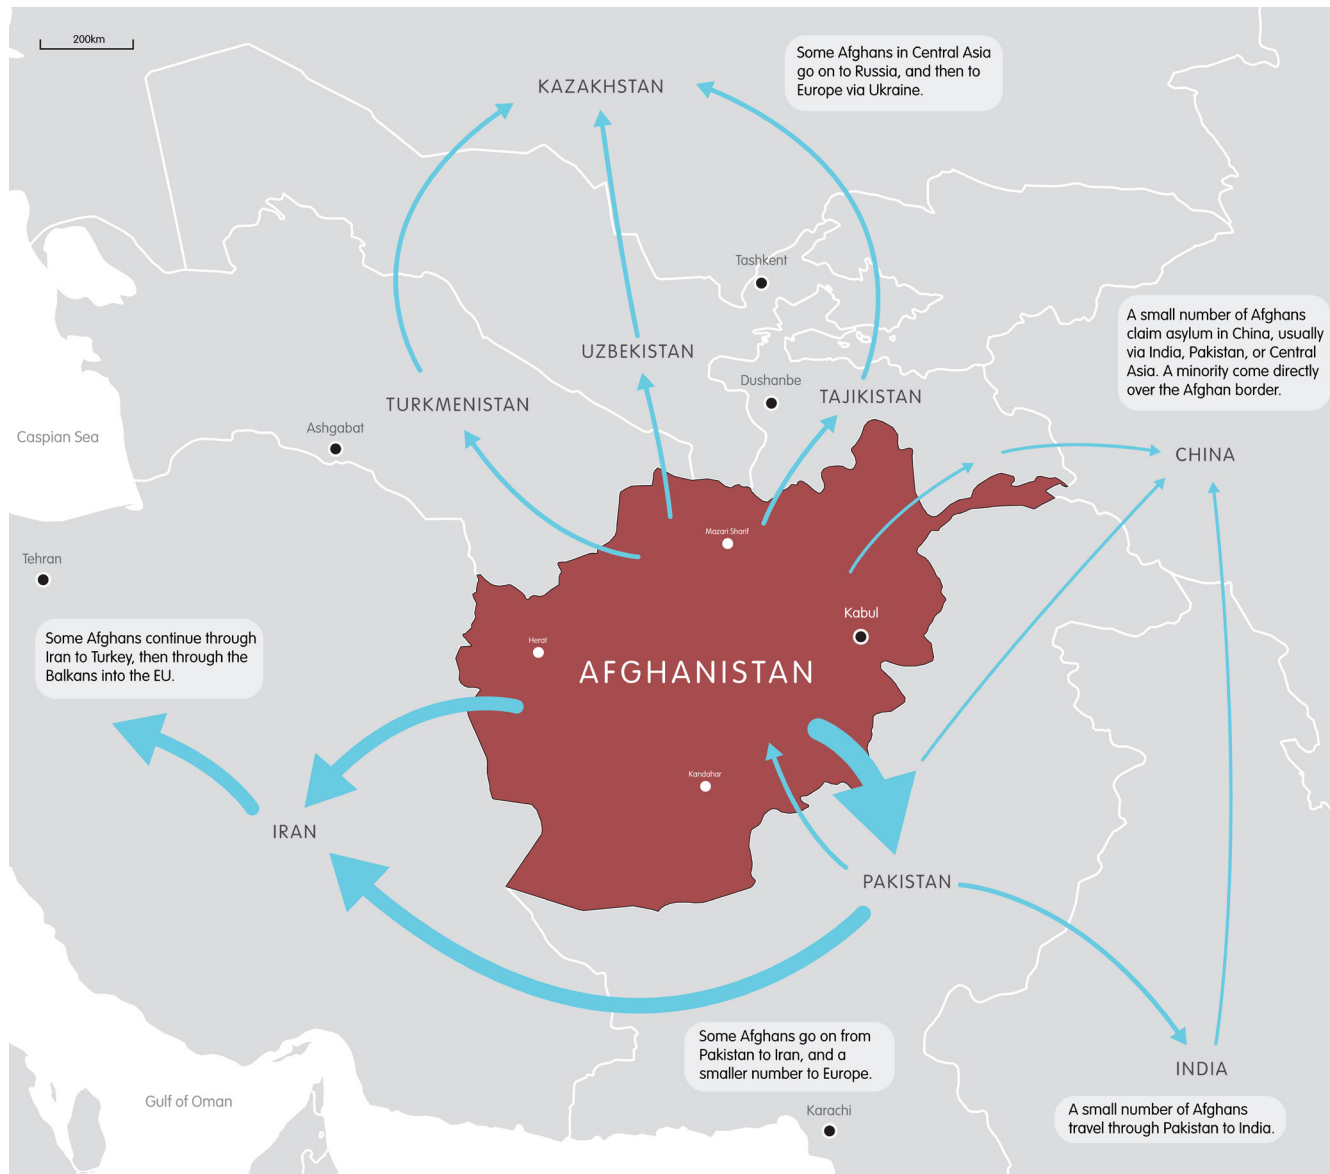 200km
KAZAKHSTAN
Some Afghans in Central Asia
go on to Russia, and then to
Europe via Ukraine.
Tashkent
A small number of Afghans
claim asylum in China, usually
via India, Pakistan, or Central
Asia. A minority come directly
over the Afghan border.
UZBEKISTAN
Dushanbe
TAJIKISTAN
TURKMENISTAN
Ashgabat
Caspian Sea
CHINA
Mazari Sharif
Tehran
Kabul
Some Afghans continue through
Iran to Turkey, then through the
Balkans into the EU.
Herat
AFGHANISTAN
Kandahar
IRAN
PAKISTAN
Some Afghans go on from
Pakistan to Iran, and a
smaller number to Europe.
INDIA
Gulf of Oman
Karachi
A small number of Afghans
travel through Pakistan to India.